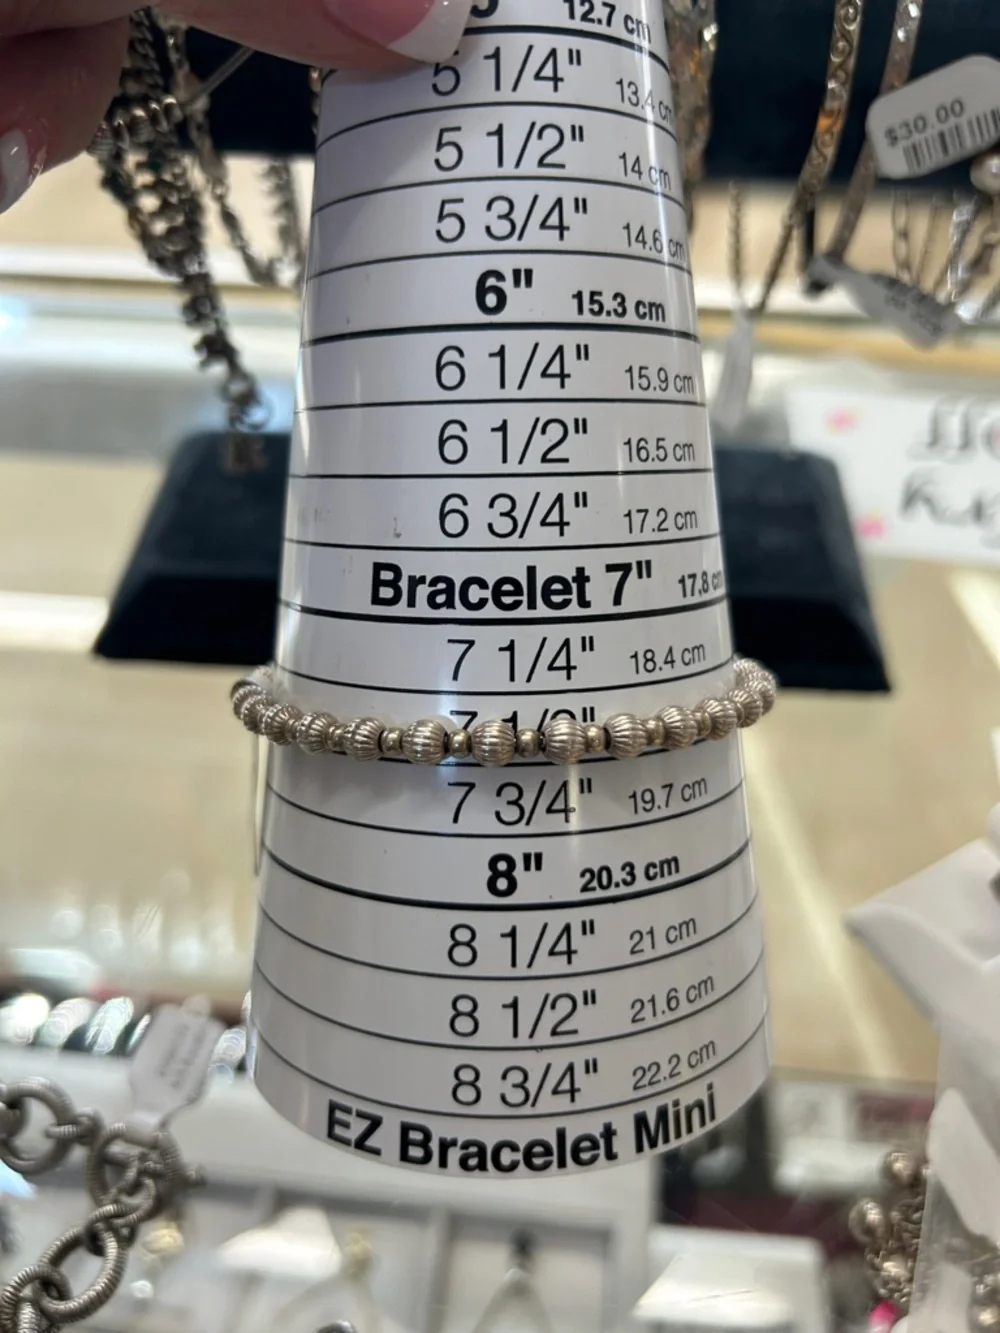 12.7 cm
5 1/4" 13.4 cm
5 1/2" 14 cm
5 3/4" 14.6 cm
6" 15.3 cm
6 1/4" 15.9 cm
6 1/2" 16.5 cm
6 3/4" 17.2 cm
Bracelet 7" 17.8 cm
7 1/4" 18.4 cm
7 1/2"
7 3/4" 19.7 cm
8" 20.3 cm
8 1/4" 21 cm
8 1/2" 21.6 cm
8 3/4" 22.2 cm
EZ Bracelet Mini
$30.00